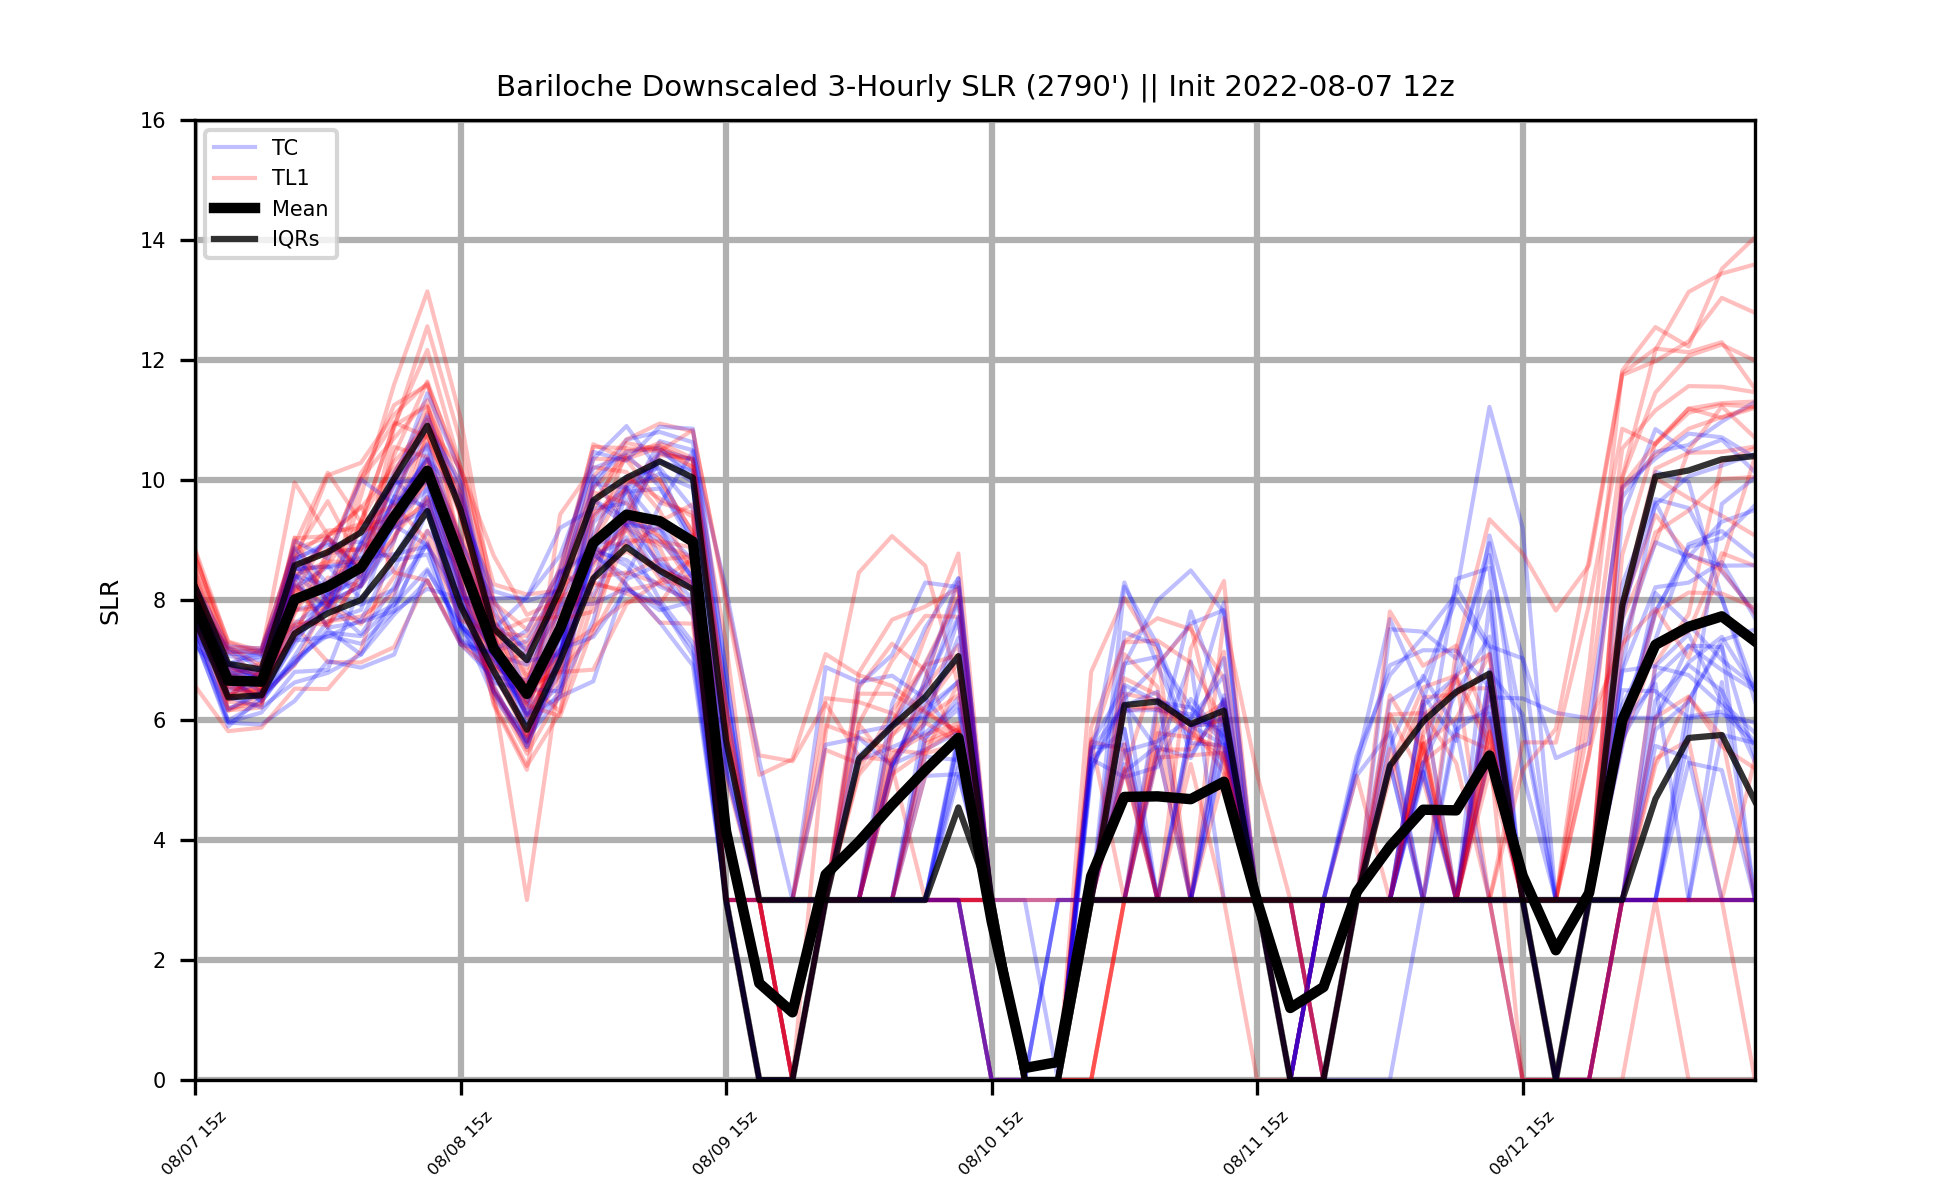 Bariloche Downscaled 3-Hourly SLR (2790') || Init 2022-08-07 12z
TC
TL1
Mean
IQRs
SLR
16
14
12
10
8
6
4
2
0
08/07 15z
08/08 15z
08/09 15z
08/10 15z
08/11 15z
08/12 15z